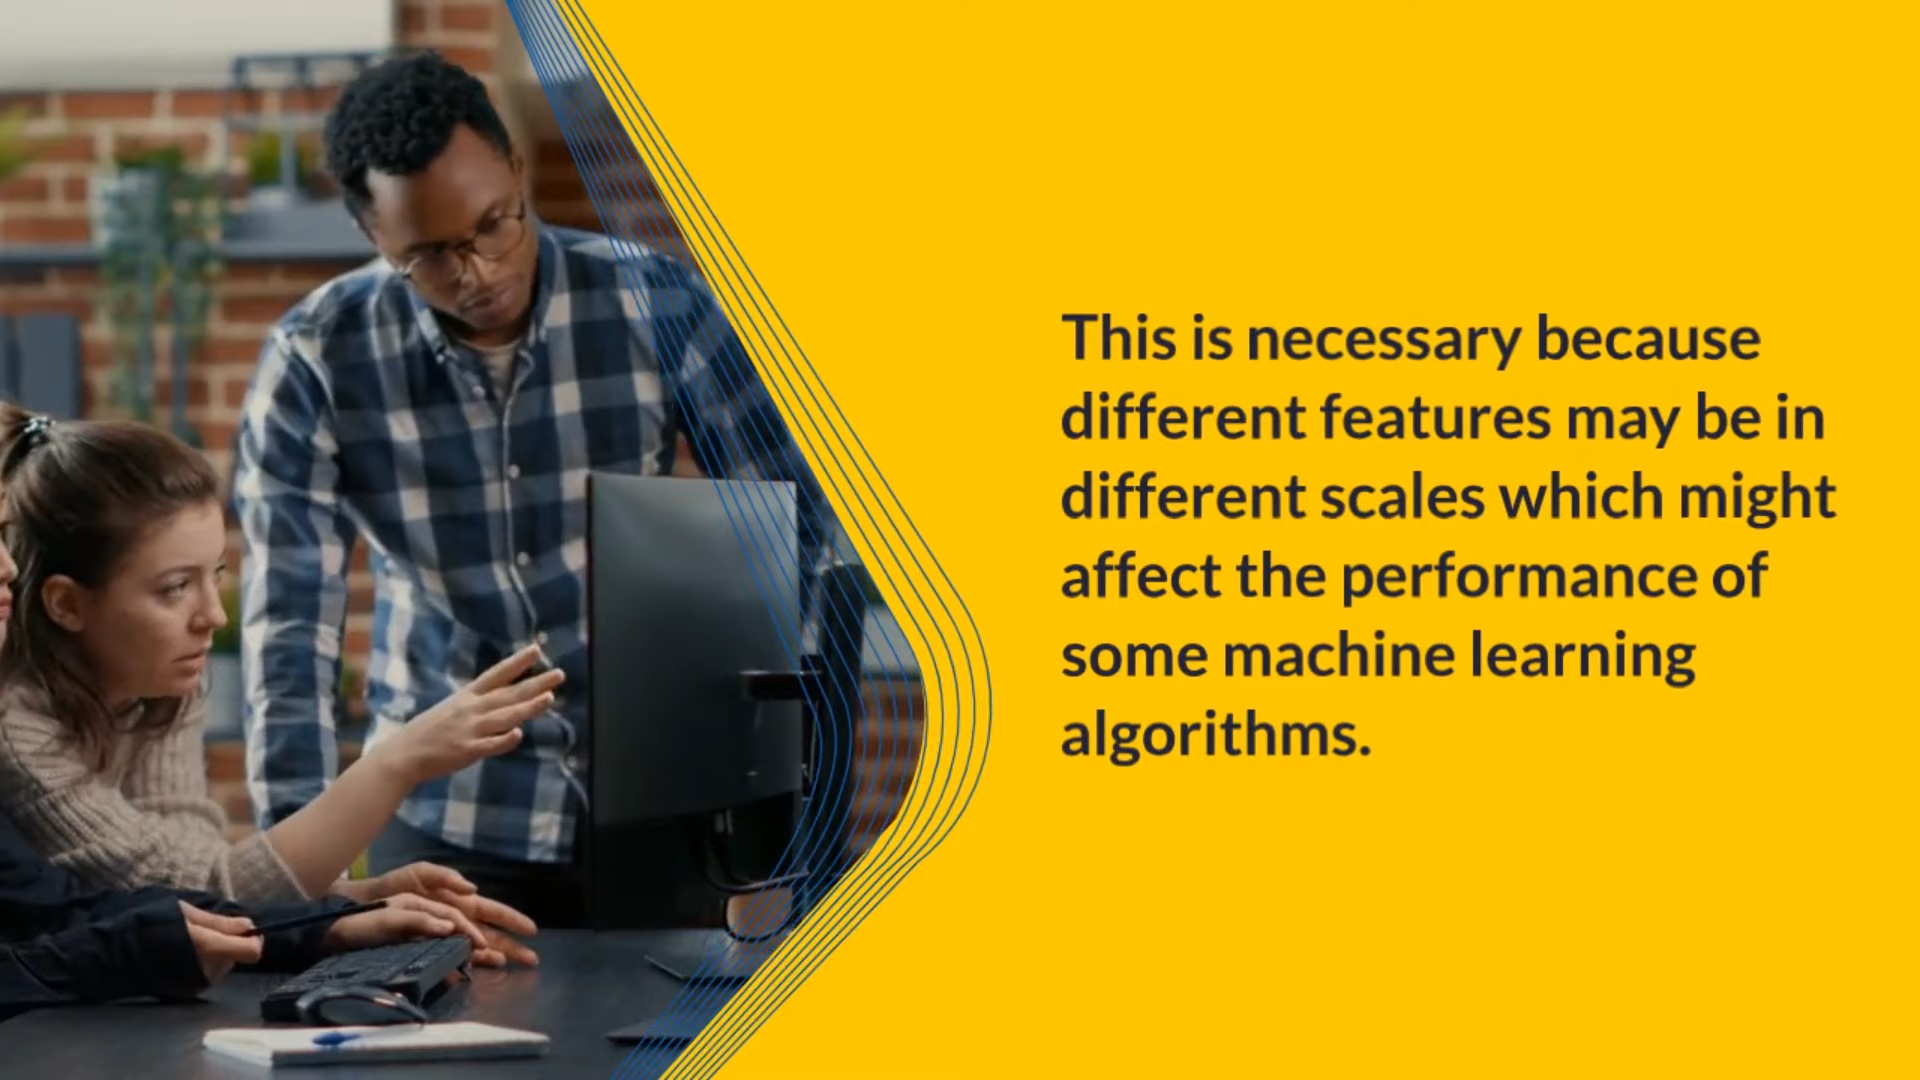 This is necessary because
different features may be in
different scales which might
affect the performance of
some machine learning
algorithms.